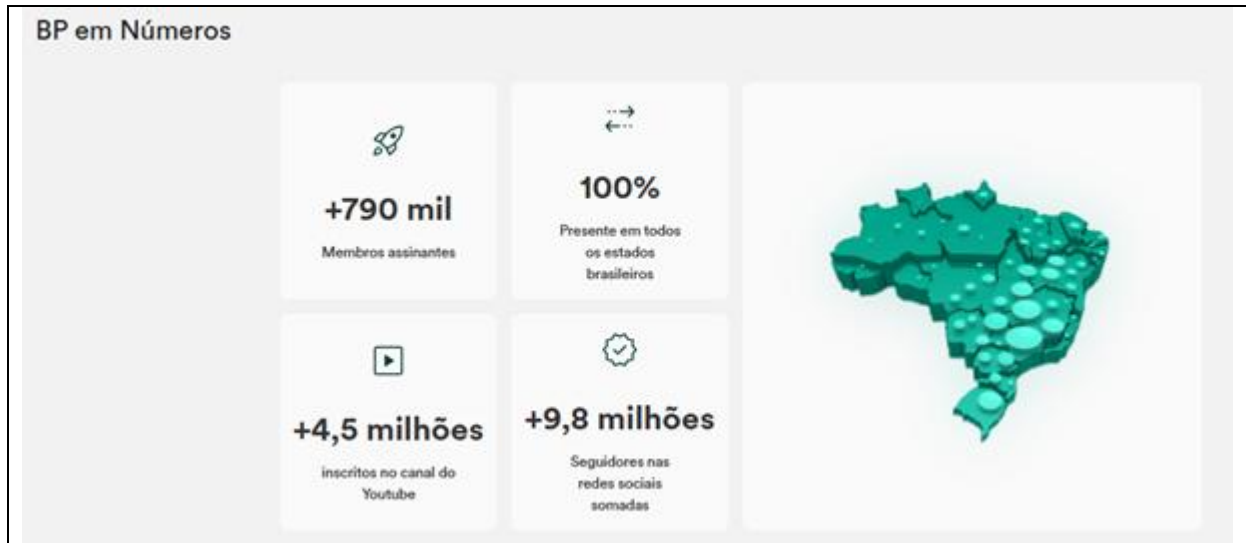 BP em Números
+790 mil
Membros assinantes
100%
Presente em todos
os estados
brasileiros
+4,5 milhões
inscritos no canal do
Youtube
+9,8 milhões
Seguidores nas
redes sociais
somadas